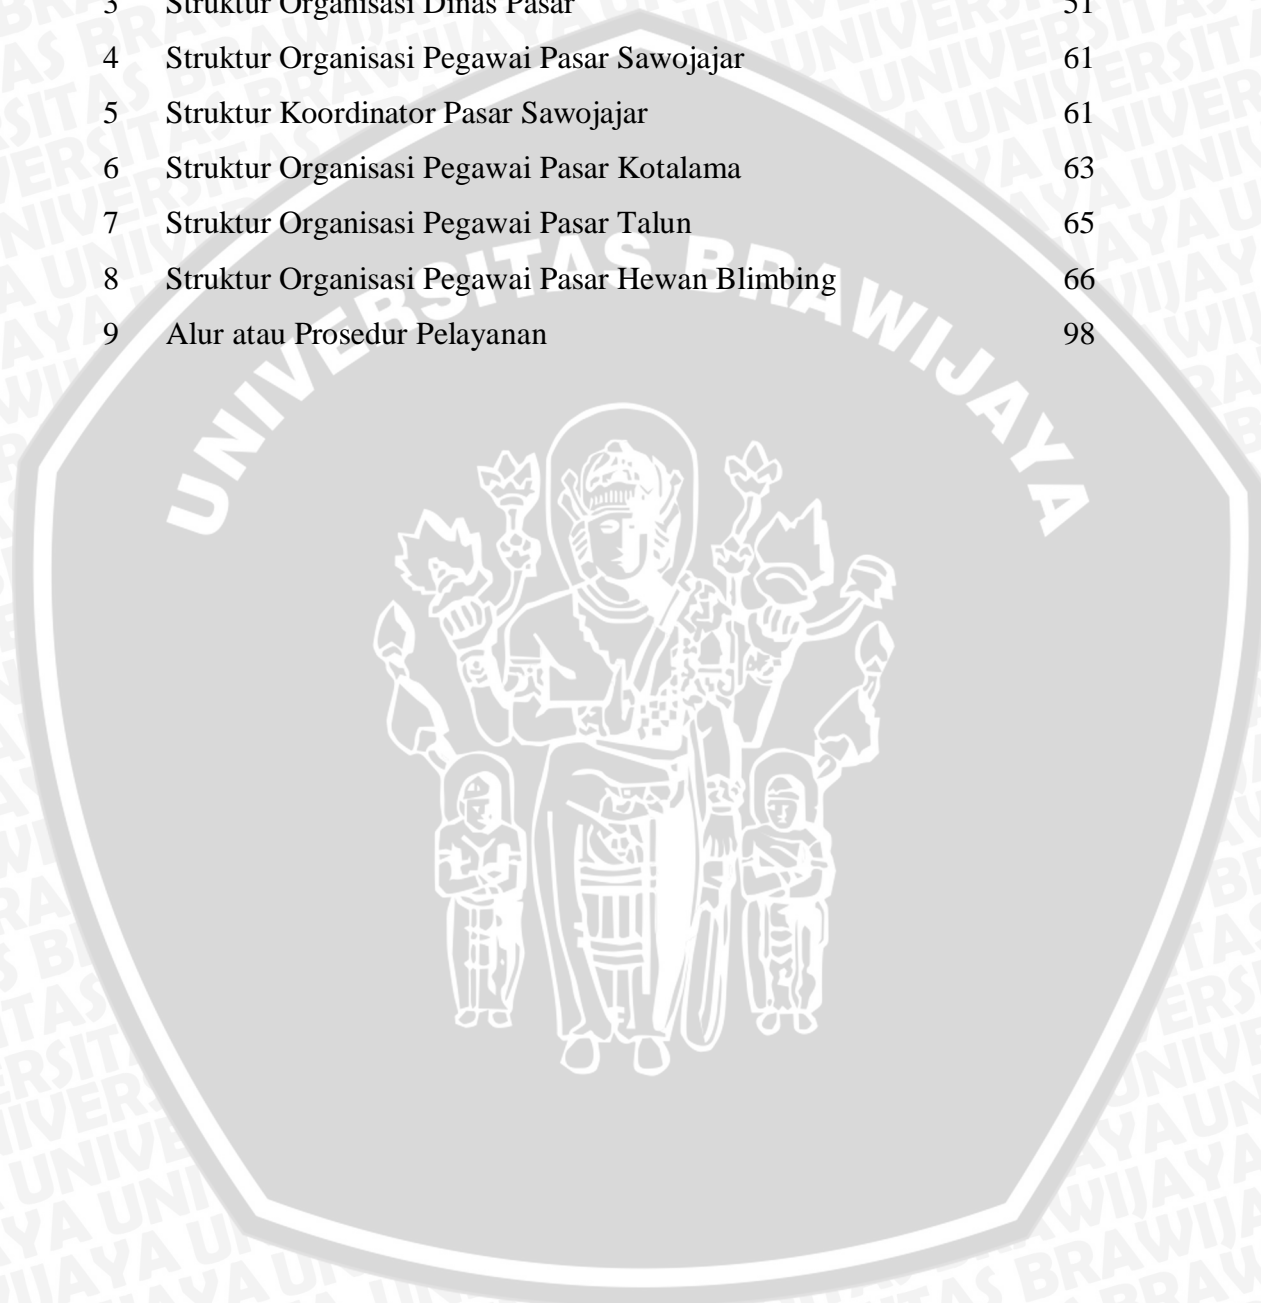 3 Struktur Organisasi Dinas Pasar 51
4 Struktur Organisasi Pegawai Pasar Sawojajar 61
5 Struktur Koordinator Pasar Sawojajar 61
6 Struktur Organisasi Pegawai Pasar Kotalama 63
7 Struktur Organisasi Pegawai Pasar Talun 65
8 Struktur Organisasi Pegawai Pasar Hewan Blimbing 66
9 Alur atau Prosedur Pelayanan 98
UNIVERSITAS BRAWIJAYA